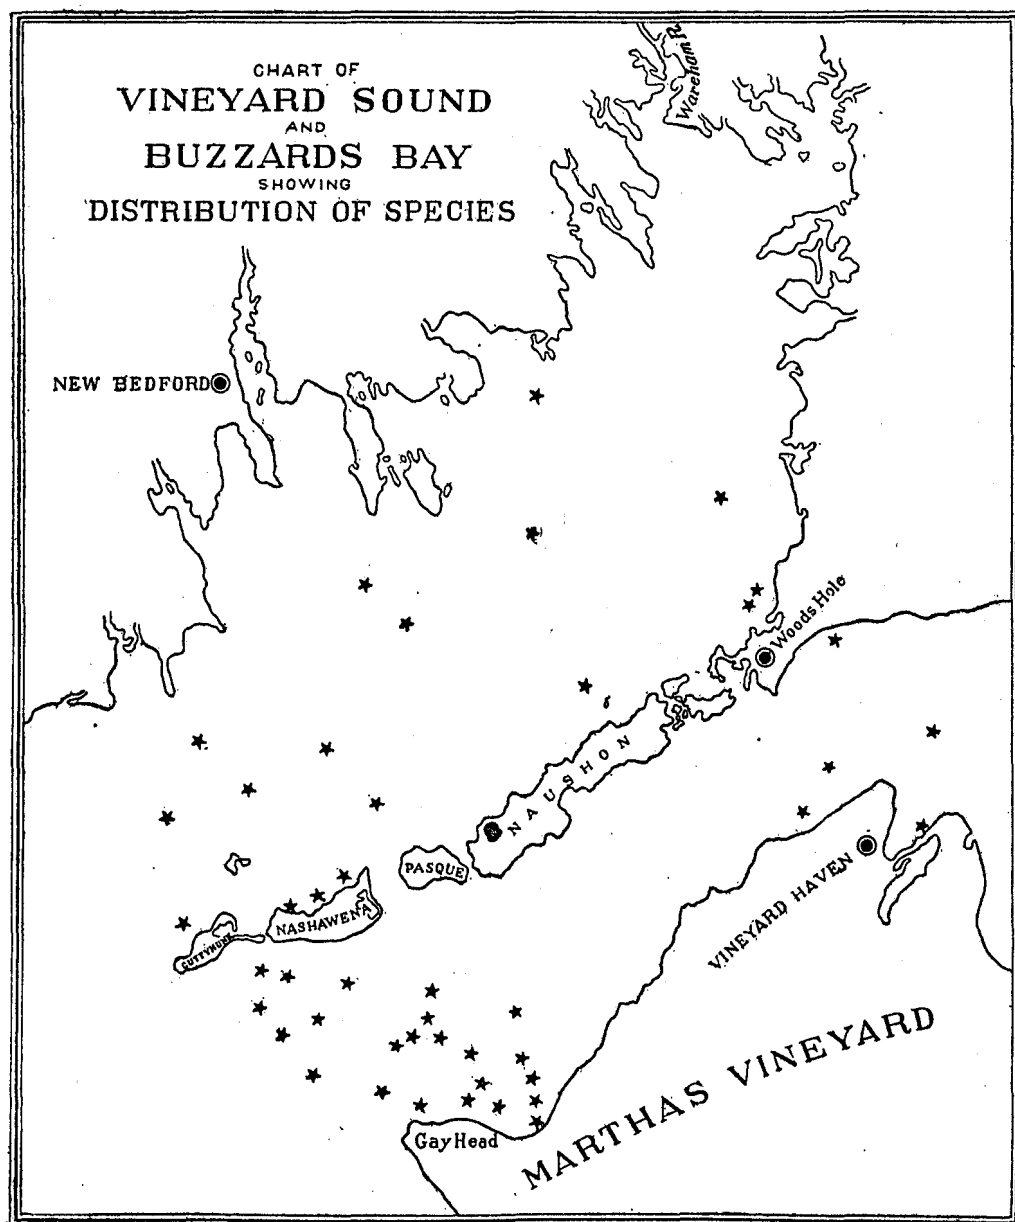 CHART OF
VINEYARD SOUND
AND
BUZZARDS BAY
SHOWING
DISTRIBUTION OF SPECIES
Wareham R.
NEW BEDFORD
Woods Hole
NAUSHON
PASQUE
NASHAWENA
CUTTYHUNK
VINEYARD HAVEN
MARTHAS VINEYARD
Gay Head